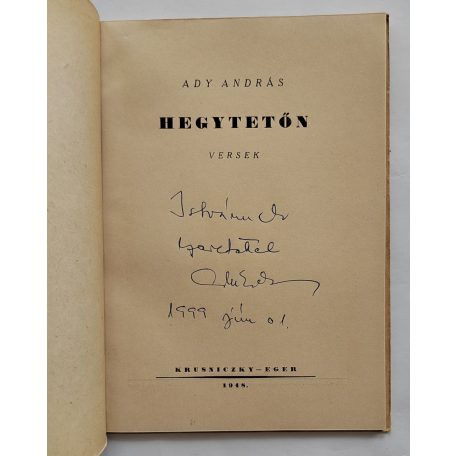 ADY ANDRÁS
HEGYTETŐN
VERSEK
Istvánnak
szeretettel
1999 jún 01.
KRUSNICZKY—EGER
1948.